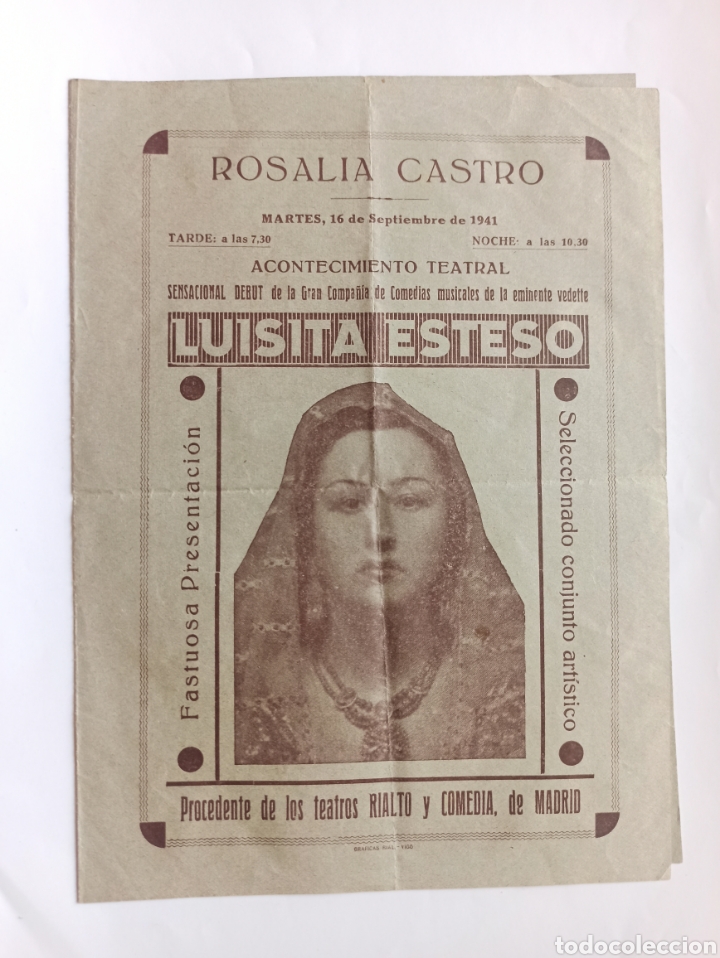 ROSALIA CASTRO
MARTES, 16 de Septiembre de 1941
TARDE: a las 7,30
NOCHE: a las 10,30
ACONTECIMIENTO TEATRAL
SENSACIONAL DEBUT de la Gran Compañía de Comedias musicales de la eminente vedette
LUISITA ESTESO
Fastuosa Presentación
Seleccionado conjunto artístico
Procedente de los teatros RIALTO y COMEDIA, de MADRID
todocoleccion